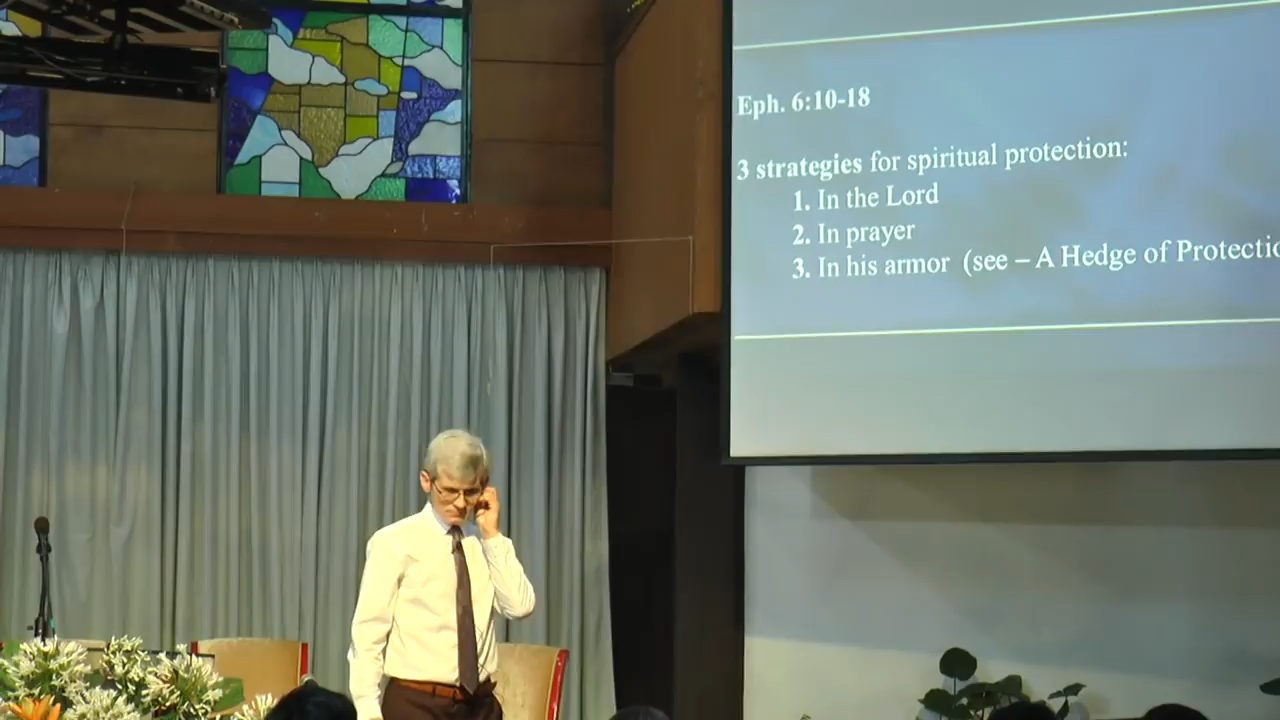 Eph. 6:10-18
3 strategies for spiritual protection:
1. In the Lord
2. In prayer
3. In his armor (see – A Hedge of Protectio